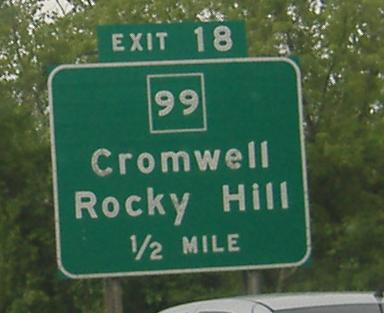 EXIT 18
99
Cromwell
Rocky Hill
1/2 MILE